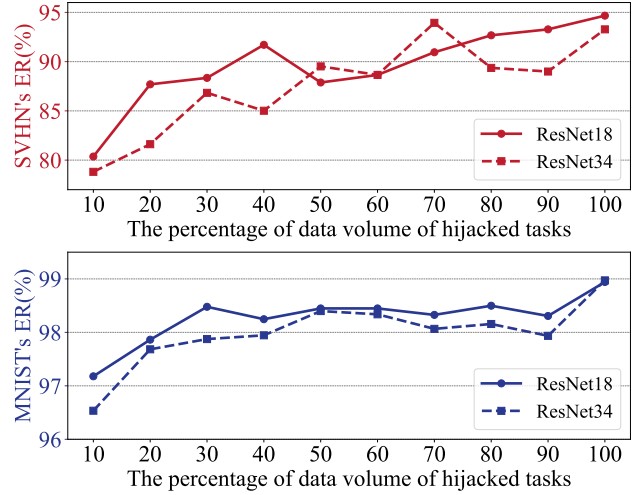 SVHN's ER(%)
95
90
85
80
ResNet18
ResNet34
10 20 30 40 50 60 70 80 90 100
The percentage of data volume of hijacked tasks
MNIST's ER(%)
99
98
97
96
ResNet18
ResNet34
10 20 30 40 50 60 70 80 90 100
The percentage of data volume of hijacked tasks